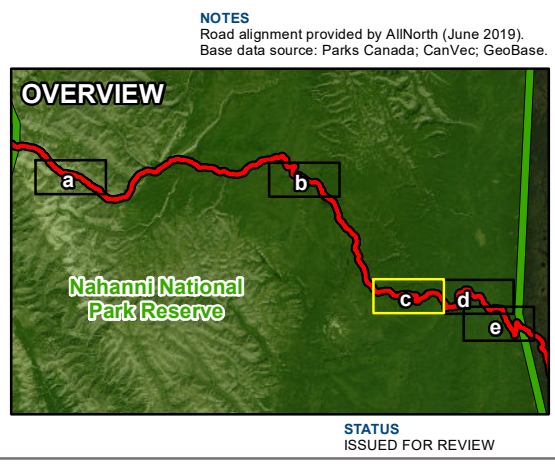 NOTES
Road alignment provided by AllNorth (June 2019).
Base data source: Parks Canada; CanVec; GeoBase.
OVERVIEW
a
b
Nahanni National
Park Reserve
c
d
e
STATUS
ISSUED FOR REVIEW